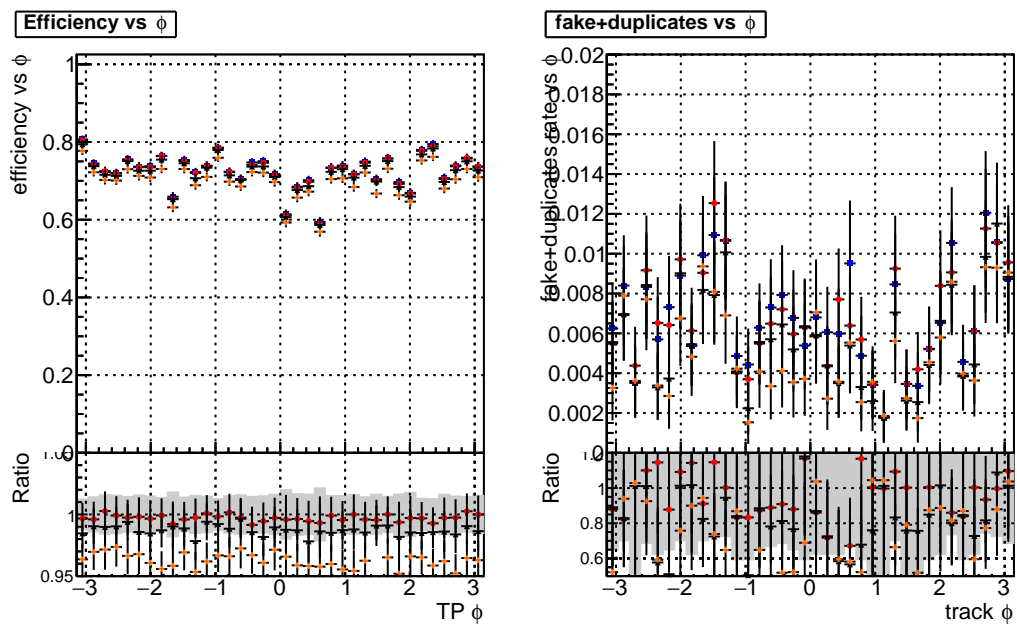 Efficiency vs ϕ
efficiency vs ϕ
1
0.8
0.6
0.4
0.2
0
Ratio
1
0.95
−3 −2 −1 0 1 2 3
TP ϕ
fake+duplicates vs ϕ
fake+duplicates rate vs ϕ
0.02
0.018
0.016
0.014
0.012
0.01
0.008
0.006
0.004
0.002
Ratio
1
0.8
0.6
−3 −2 −1 0 1 2 3
track ϕ